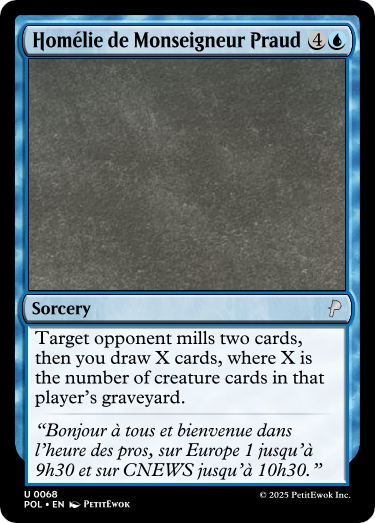 Homélie de Monseigneur Praud 4
Sorcery
Target opponent mills two cards,
then you draw X cards, where X is
the number of creature cards in that
player's graveyard.
“Bonjour à tous et bienvenue dans
l'heure des pros, sur Europe 1 jusqu'à
9h30 et sur CNEWS jusqu'à 10h30.”
U 0068
POL • EN PetitEwok
© 2025 PetitEwok Inc.